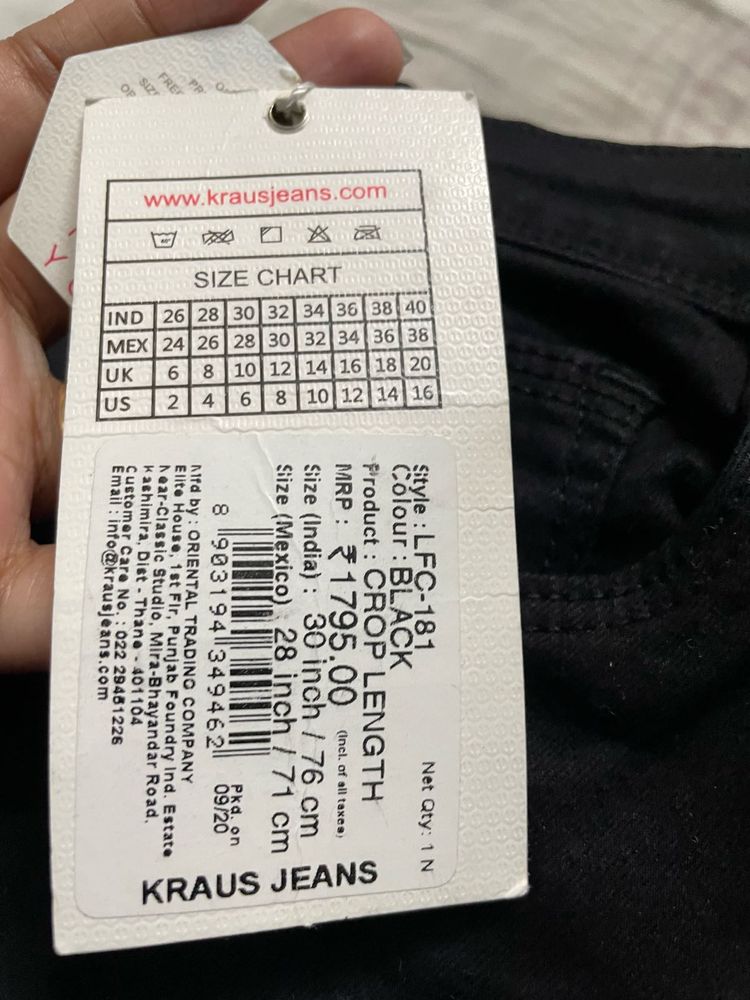 www.krausjeans.com
SIZE CHART
IND 26 28 30 32 34 36 38 40
MEX 24 26 28 30 32 34 36 38
UK 6 8 10 12 14 16 18 20
US 2 4 6 8 10 12 14 16
Style : LFC-181 Net Qty: 1 N
Colour : BLACK
Product : CROP LENGTH
MRP : ₹ 1795.00 (Incl. of all taxes)
Size (India) : 30 inch / 76 cm
Size (Mexico) 28 inch / 71 cm
8 903194 349462
Pkd. on
09/20
Mfd by : ORIENTAL TRADING COMPANY
Elite House, 1st Flr, Punjab Foundry Ind. Estate
Near-Classic Studio, Mira-Bhayandar Road,
Kashimira, Dist - Thane - 401104
Customer Care No. : 022 29451226
Email : info@krausjeans.com
KRAUS JEANS